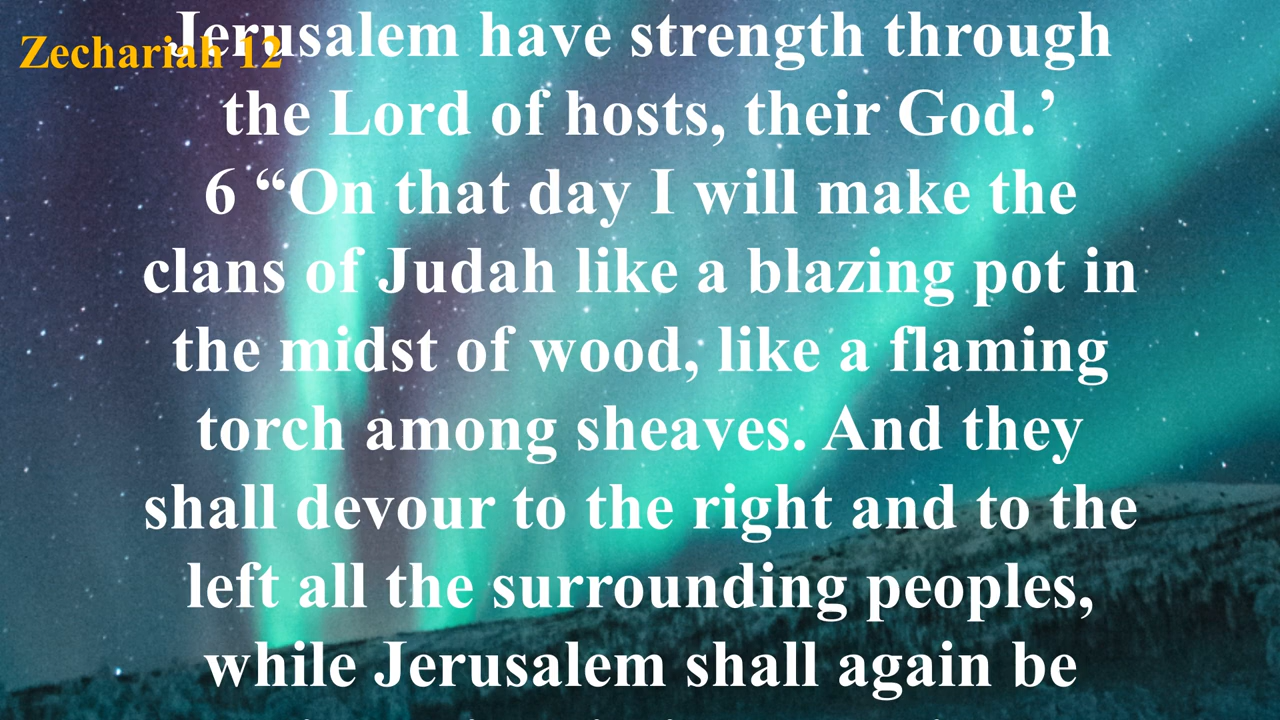 Zechariah 12
Jerusalem have strength through
the Lord of hosts, their God.’
6 “On that day I will make the
clans of Judah like a blazing pot in
the midst of wood, like a flaming
torch among sheaves. And they
shall devour to the right and to the
left all the surrounding peoples,
while Jerusalem shall again be